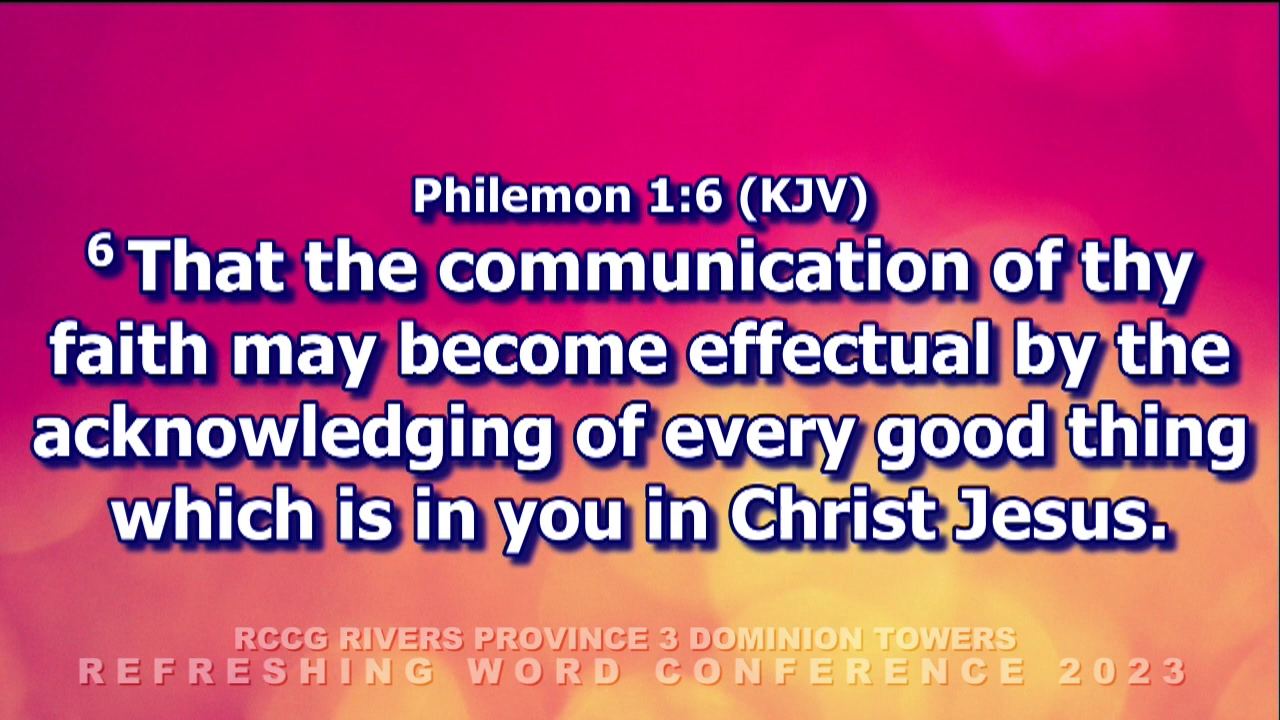 Philemon 1:6 (KJV)
6 That the communication of thy
faith may become effectual by the
acknowledging of every good thing
which is in you in Christ Jesus.
RCCG RIVERS PROVINCE 3 DOMINION TOWERS
REFRESHING WORD CONFERENCE 2023